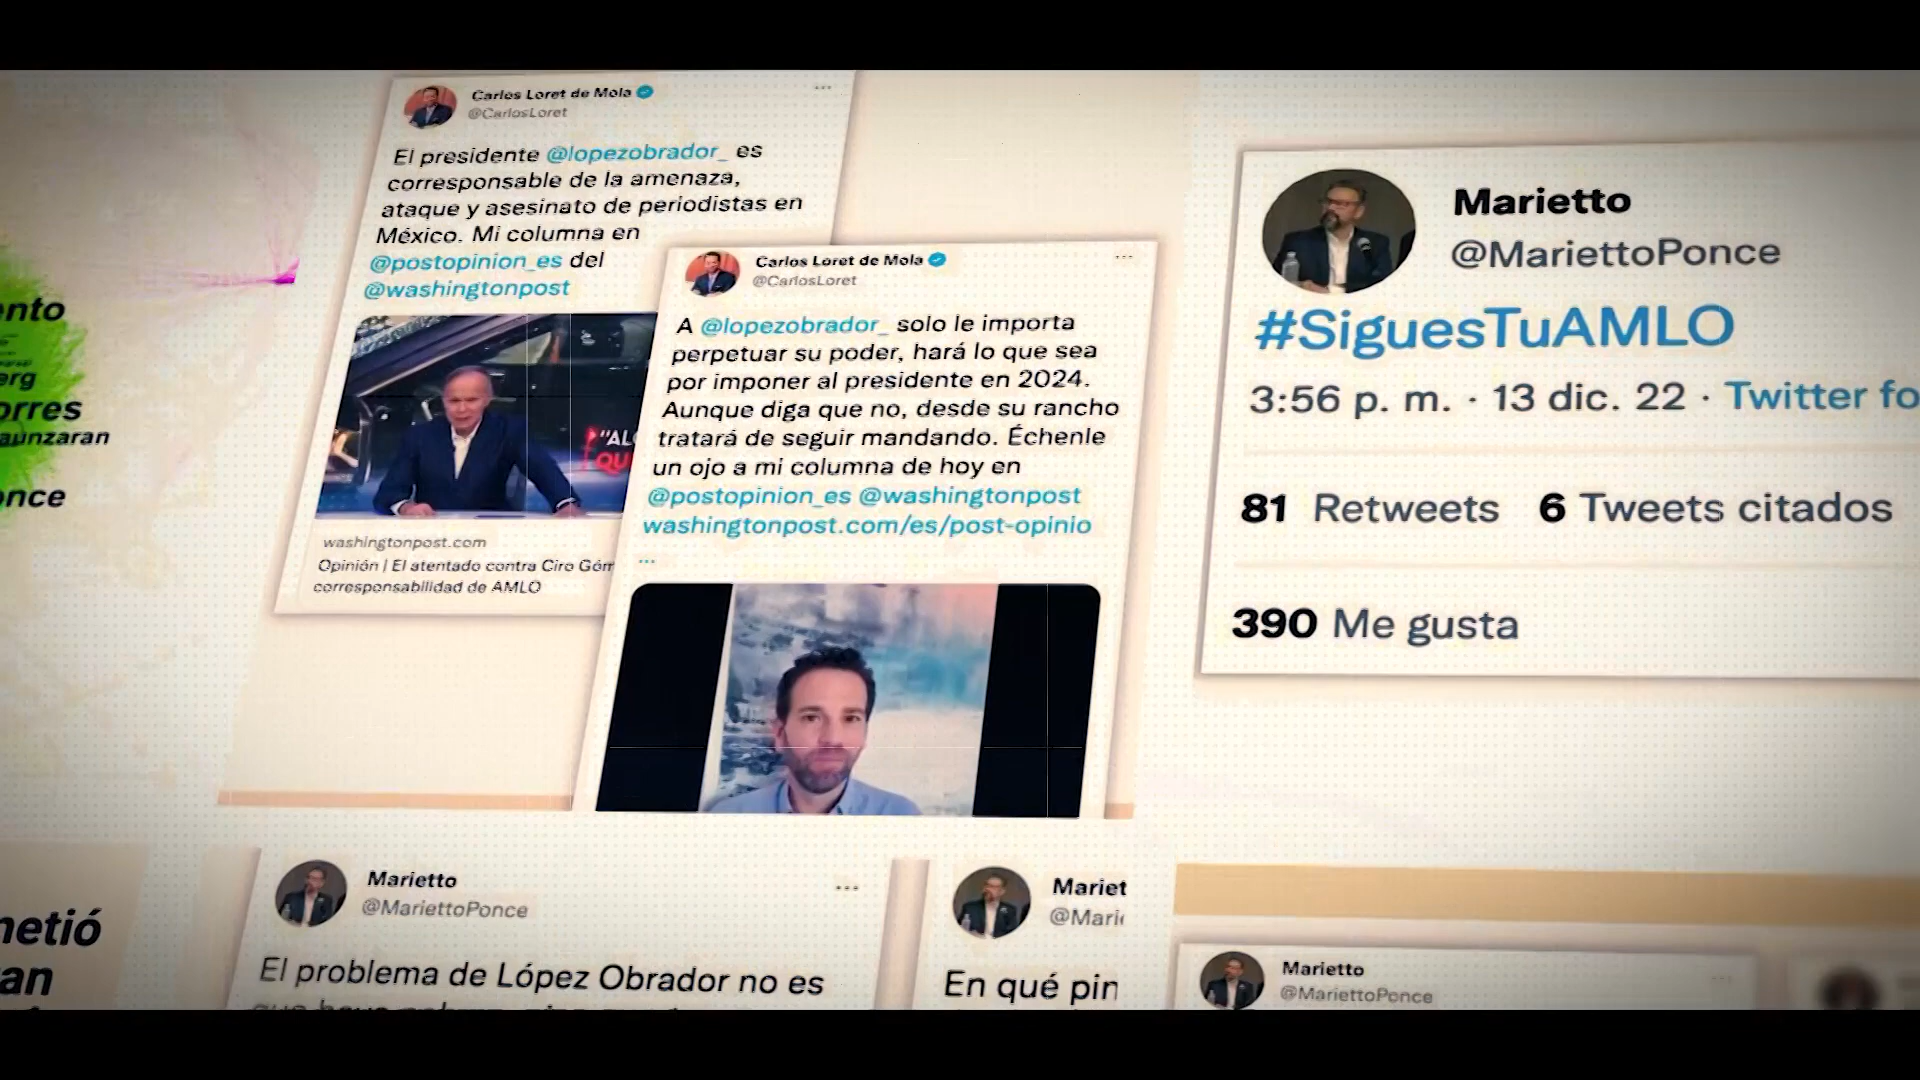 Carlos Loret de Mola
@CarlosLoret
El presidente @lopezobrador_ es
corresponsable de la amenaza,
ataque y asesinato de periodistas en
México. Mi columna en
@postopinion_es del
@washingtonpost
"ALG
QU
washingtonpost.com
Opinión | El atentado contra Ciro Góm
corresponsabilidad de AMLO
Carlos Loret de Mola
@CarlosLoret
A @lopezobrador_ solo le importa
perpetuar su poder, hará lo que sea
por imponer al presidente en 2024.
Aunque diga que no, desde su rancho
tratará de seguir mandando. Échenle
un ojo a mi columna de hoy en
@postopinion_es @washingtonpost
washingtonpost.com/es/post-opinio
...
Marietto
@MariettoPonce
#SiguesTuAMLO
3:56 p. m. · 13 dic. 22 · Twitter fo
81 Retweets 6 Tweets citados
390 Me gusta
ento
erg
orres
aunzaran
once
netió
an
Marietto
@MariettoPonce
El problema de López Obrador no es
Mariet
@Mari
En qué pin
Marietto
@MariettoPonce